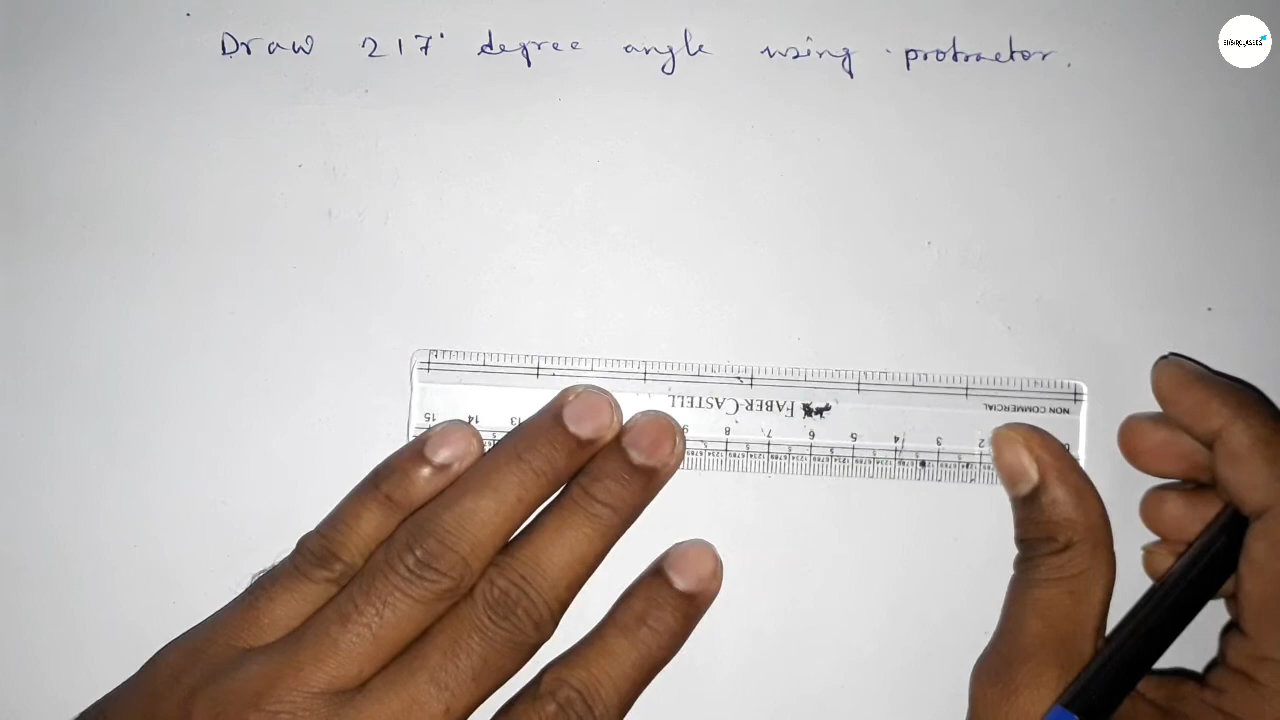 Draw 217° degree angle using protractor.
FABER-CASTELL
NON COMMERCIAL
15 14 13 9 8 7 6 5 4 3 2